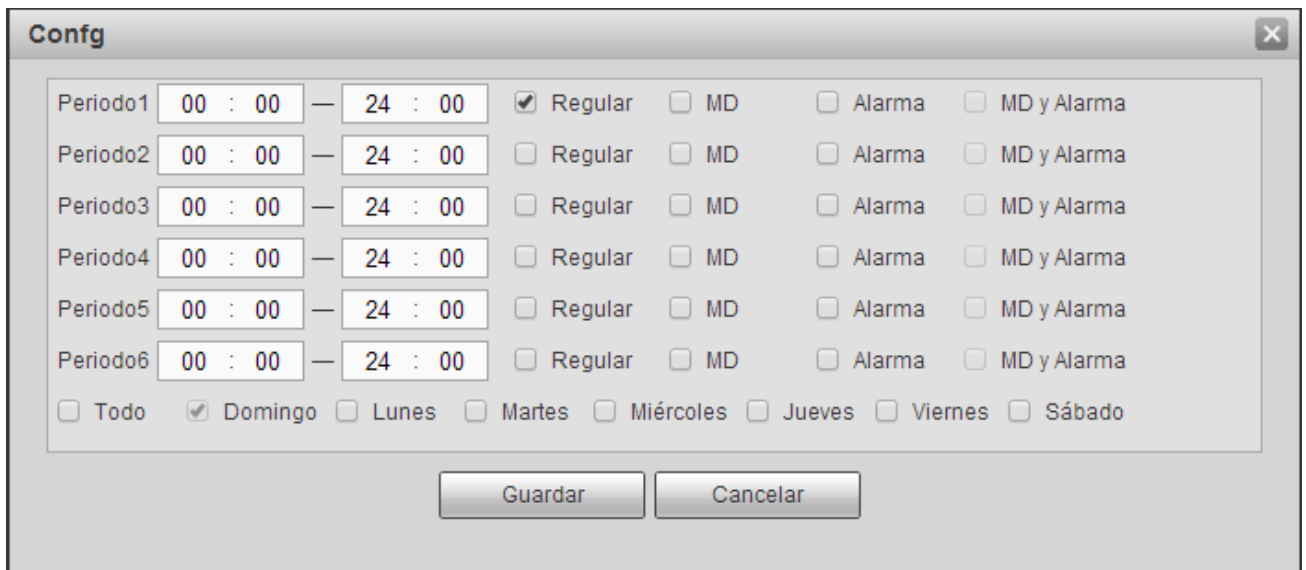 Confg
Periodo1 00 : 00 — 24 : 00 Regular MD Alarma MD y Alarma
Periodo2 00 : 00 — 24 : 00 Regular MD Alarma MD y Alarma
Periodo3 00 : 00 — 24 : 00 Regular MD Alarma MD y Alarma
Periodo4 00 : 00 — 24 : 00 Regular MD Alarma MD y Alarma
Periodo5 00 : 00 — 24 : 00 Regular MD Alarma MD y Alarma
Periodo6 00 : 00 — 24 : 00 Regular MD Alarma MD y Alarma
Todo Domingo Lunes Martes Miércoles Jueves Viernes Sábado
Guardar Cancelar